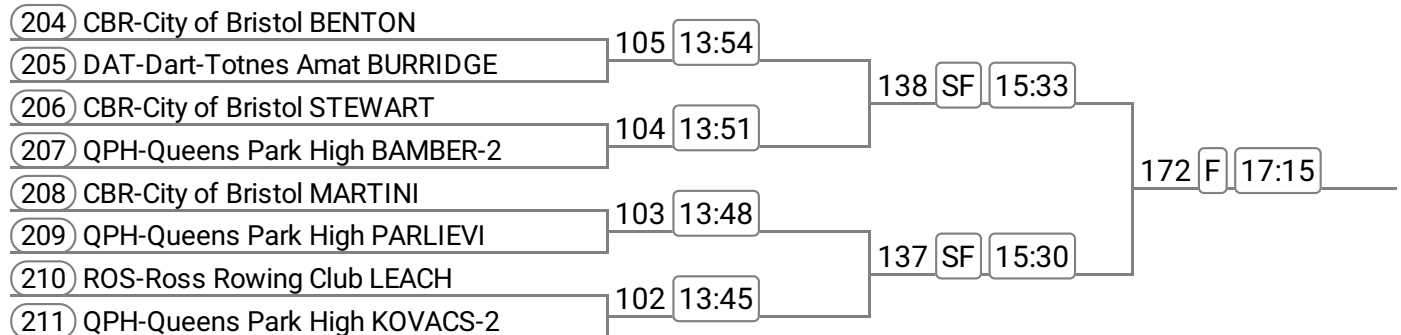 204 CBR-City of Bristol BENTON
205 DAT-Dart-Totnes Amat BURRIDGE
206 CBR-City of Bristol STEWART
207 QPH-Queens Park High BAMBER-2
208 CBR-City of Bristol MARTINI
209 QPH-Queens Park High PARLIEVI
210 ROS-Ross Rowing Club LEACH
211 QPH-Queens Park High KOVACS-2
105 13:54
104 13:51
103 13:48
102 13:45
138 SF 15:33
137 SF 15:30
172 F 17:15